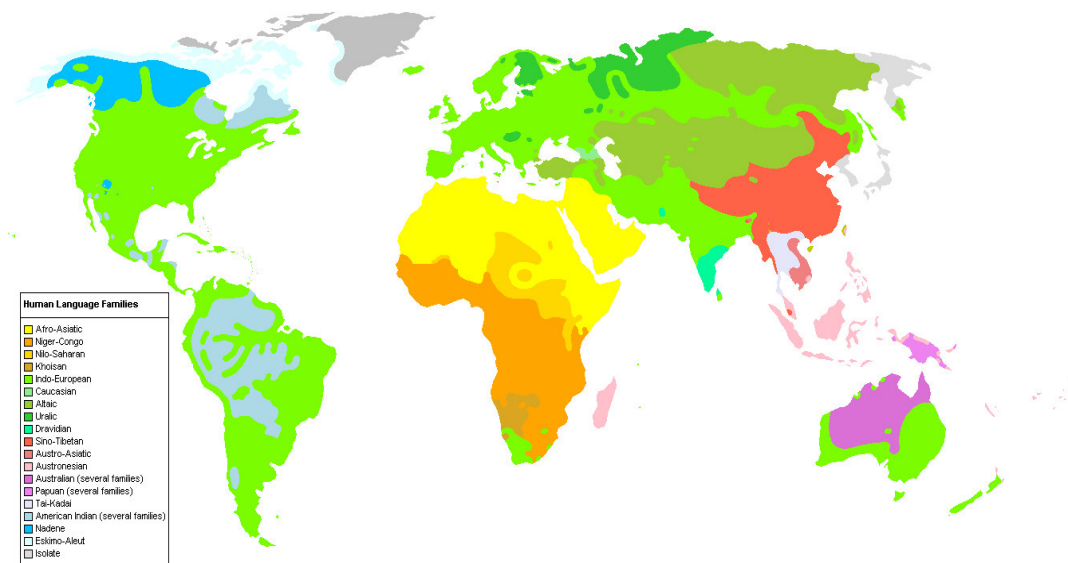 Human Language Families
Afro-Asiatic
Niger-Congo
Nilo-Saharan
Khoisan
Indo-European
Caucasian
Altaic
Uralic
Dravidian
Sino-Tibetan
Austro-Asiatic
Austronesian
Australian (several families)
Papuan (several families)
Tai-Kadai
American Indian (several families)
Nadene
Eskimo-Aleut
Isolate